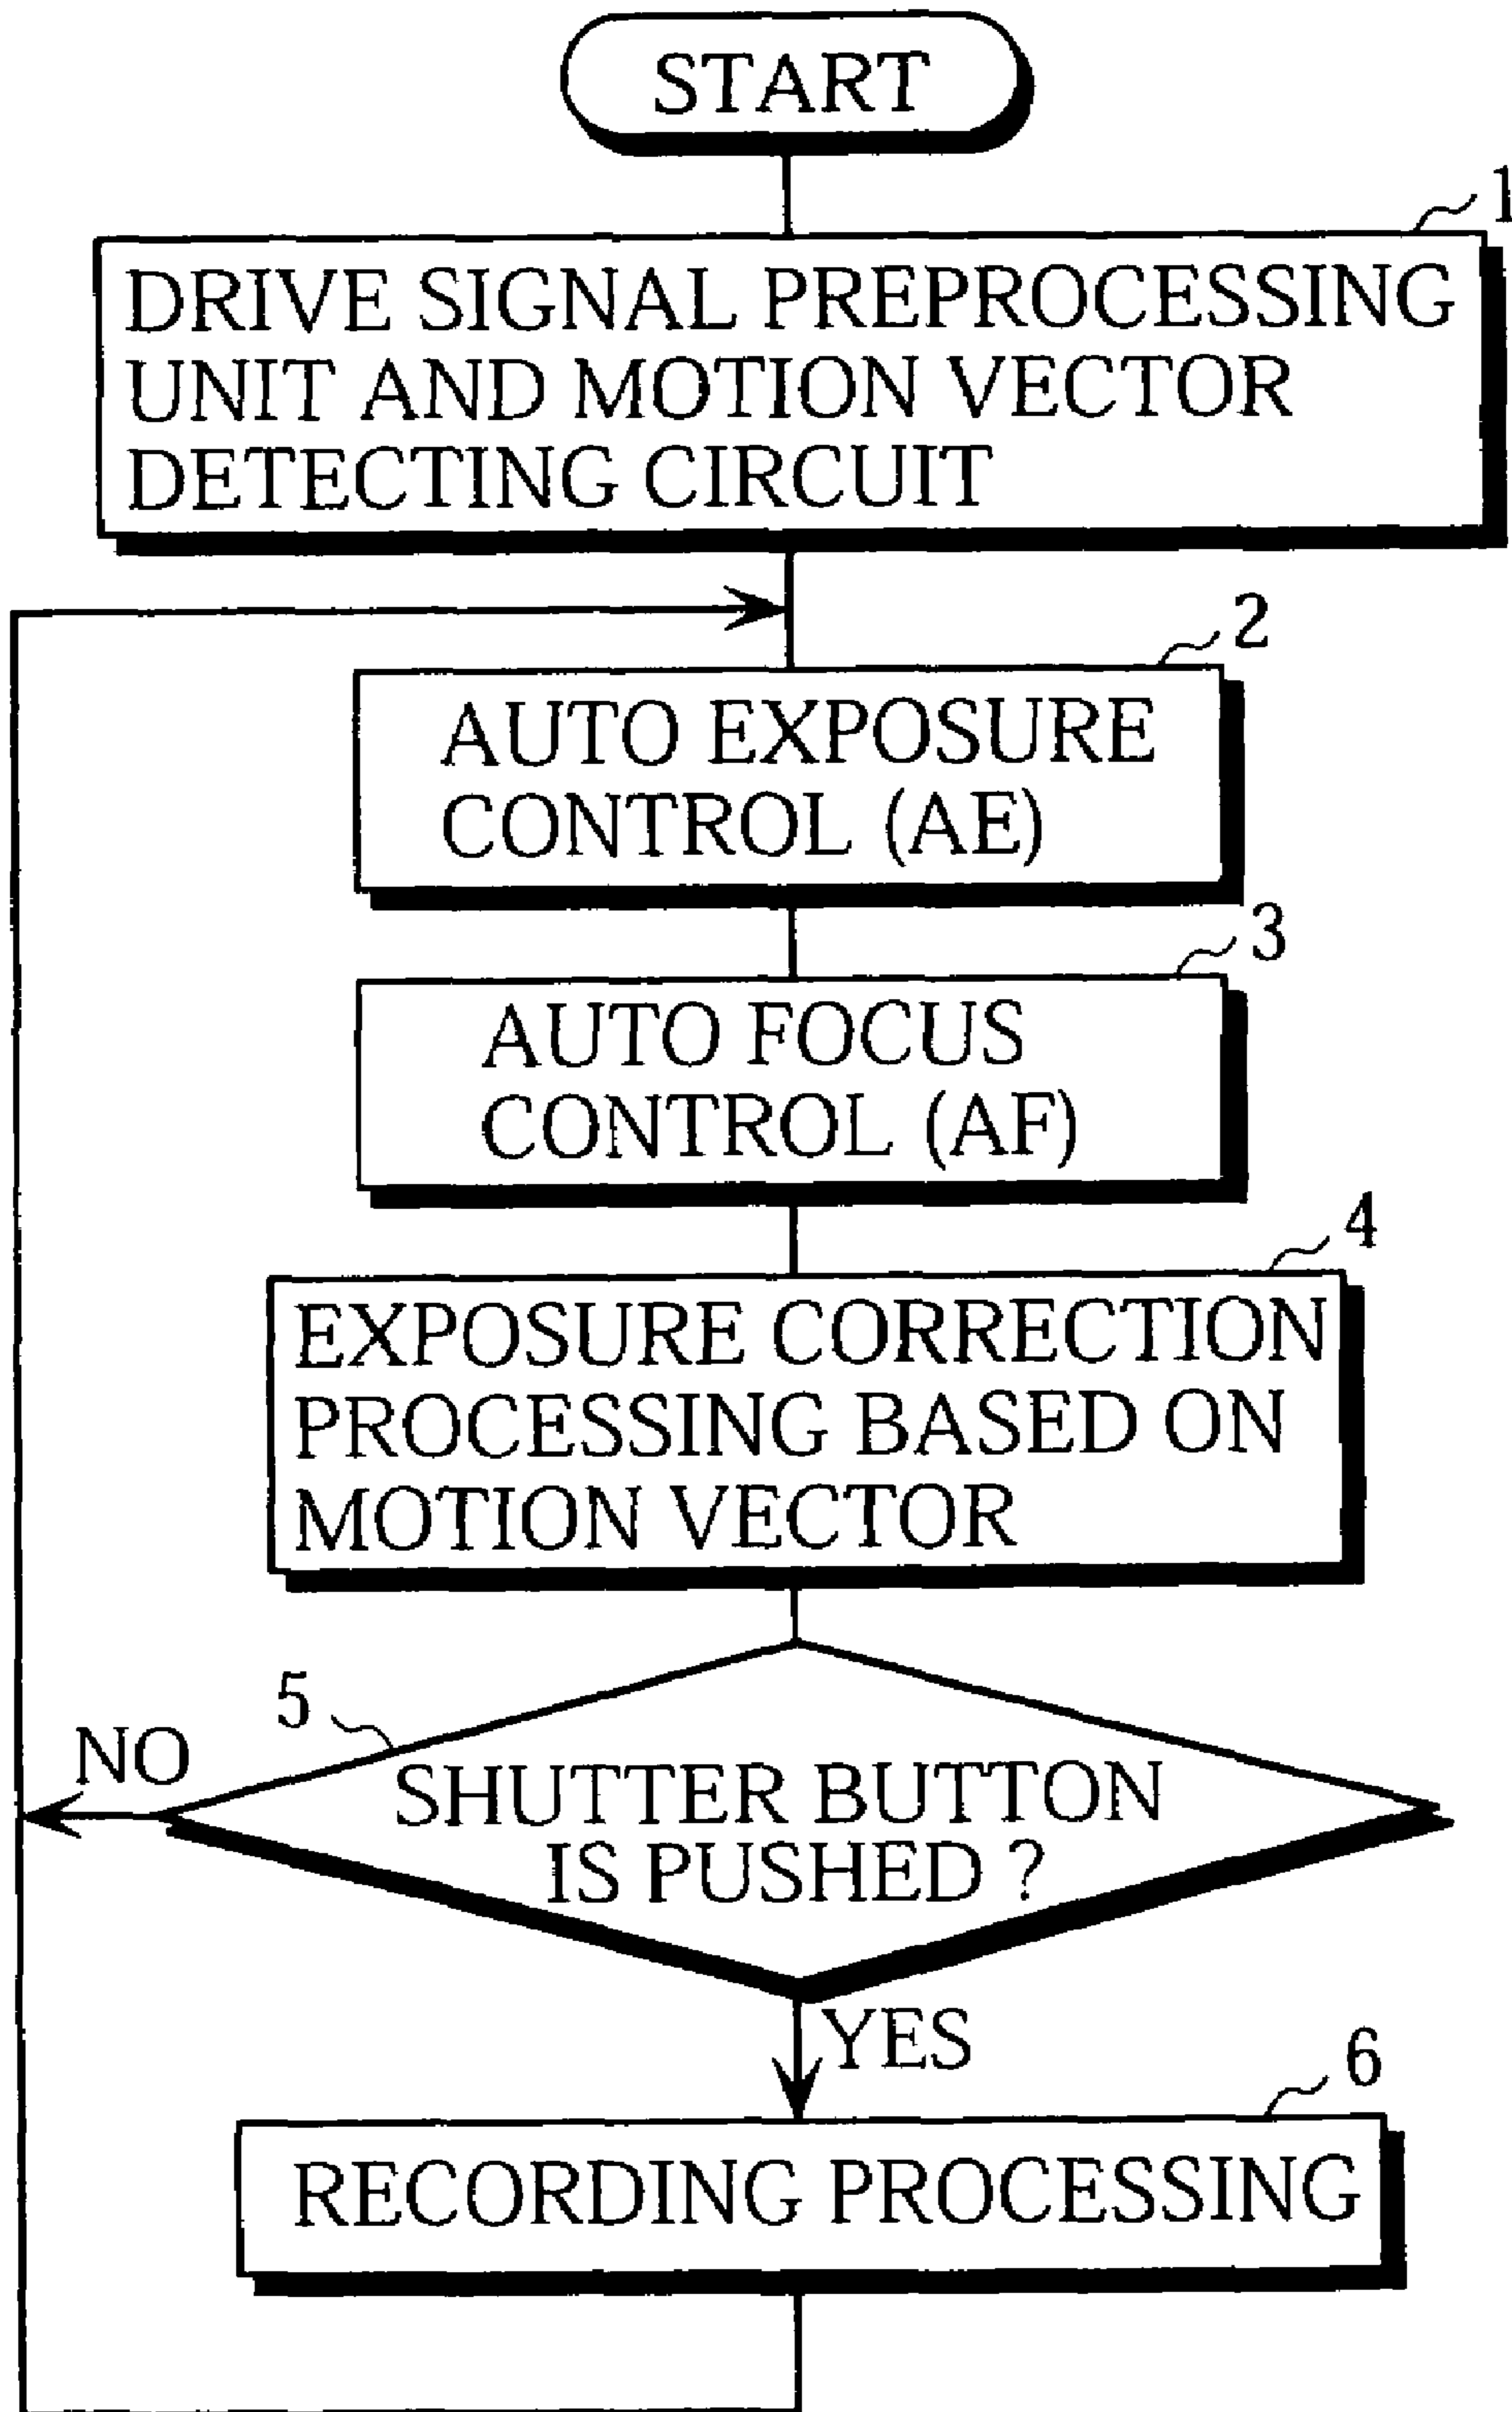 START
1
DRIVE SIGNAL PREPROCESSING
UNIT AND MOTION VECTOR
DETECTING CIRCUIT
2
AUTO EXPOSURE
CONTROL (AE)
3
AUTO FOCUS
CONTROL (AF)
4
EXPOSURE CORRECTION
PROCESSING BASED ON
MOTION VECTOR
5
NO
SHUTTER BUTTON
IS PUSHED ?
YES
6
RECORDING PROCESSING